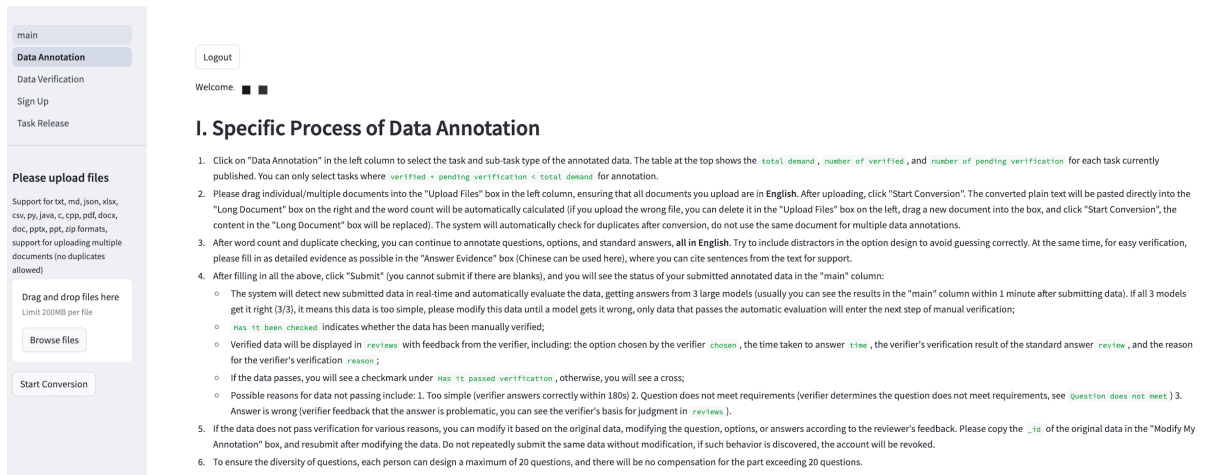 main
Data Annotation
Data Verification
Sign Up
Task Release
Please upload files
Support for txt, md, json, xlsx,
csv, py, java, c, cpp, pdf, docx,
doc, pptx, ppt, zip formats,
support for uploading multiple
documents (no duplicates
allowed)
Drag and drop files here
Limit 200MB per file
Browse files
Start Conversion
Logout
Welcome.
I. Specific Process of Data Annotation
1. Click on "Data Annotation" in the left column to select the task and sub-task type of the annotated data. The table at the top shows the total demand , number of verified , and number of pending verification for each task currently
published. You can only select tasks where verified + pending verification < total demand for annotation.
2. Please drag individual/multiple documents into the "Upload Files" box in the left column, ensuring that all documents you upload are in English. After uploading, click "Start Conversion". The converted plain text will be pasted directly into the
"Long Document" box on the right and the word count will be automatically calculated (if you upload the wrong file, you can delete it in the "Upload Files" box on the left, drag a new document into the box, and click "Start Conversion", the
content in the "Long Document" box will be replaced). The system will automatically check for duplicates after conversion, do not use the same document for multiple data annotations.
3. After word count and duplicate checking, you can continue to annotate questions, options, and standard answers, all in English. Try to include distractors in the option design to avoid guessing correctly. At the same time, for easy verification,
please fill in as detailed evidence as possible in the "Answer Evidence" box (Chinese can be used here), where you can cite sentences from the text for support.
4. After filling in all the above, click "Submit" (you cannot submit if there are blanks), and you will see the status of your submitted annotated data in the "main" column:
○ The system will detect new submitted data in real-time and automatically evaluate the data, getting answers from 3 large models (usually you can see the results in the "main" column within 1 minute after submitting data). If all 3 models
get it right (3/3), it means this data is too simple, please modify this data until a model gets it wrong, only data that passes the automatic evaluation will enter the next step of manual verification;
○ Has it been checked indicates whether the data has been manually verified;
○ Verified data will be displayed in reviews with feedback from the verifier, including: the option chosen by the verifier chosen , the time taken to answer time , the verifier's verification result of the standard answer review , and the reason
for the verifier's verification reason ;
○ If the data passes, you will see a checkmark under Has it passed verification , otherwise, you will see a cross;
○ Possible reasons for data not passing include: 1. Too simple (verifier answers correctly within 180s) 2. Question does not meet requirements (verifier determines the question does not meet requirements, see Question does not meet ) 3.
Answer is wrong (verifier feedback that the answer is problematic, you can see the verifier's basis for judgment in reviews ).
5. If the data does not pass verification for various reasons, you can modify it based on the original data, modifying the question, options, or answers according to the reviewer's feedback. Please copy the _id of the original data in the "Modify My
Annotation" box, and resubmit after modifying the data. Do not repeatedly submit the same data without modification, if such behavior is discovered, the account will be revoked.
6. To ensure the diversity of questions, each person can design a maximum of 20 questions, and there will be no compensation for the part exceeding 20 questions.